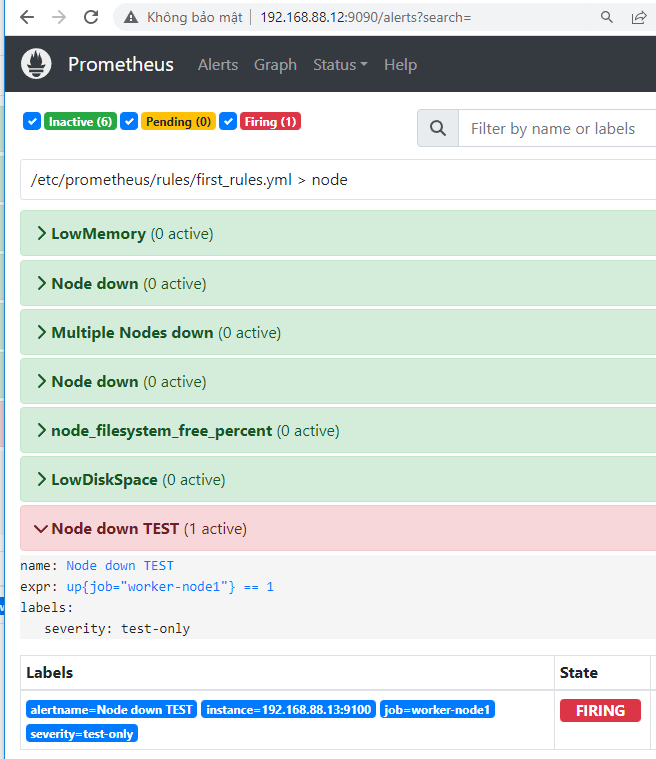 Không bảo mật | 192.168.88.12:9090/alerts?search=
Prometheus Alerts Graph Status Help
Inactive (6) Pending (0) Firing (1) Filter by name or labels
/etc/prometheus/rules/first_rules.yml > node
LowMemory (0 active)
Node down (0 active)
Multiple Nodes down (0 active)
Node down (0 active)
node_filesystem_free_percent (0 active)
LowDiskSpace (0 active)
Node down TEST (1 active)
name: Node down TEST
expr: up{job="worker-node1"} == 1
labels:
severity: test-only
Labels State
alertname=Node down TEST instance=192.168.88.13:9100 job=worker-node1 FIRING
severity=test-only